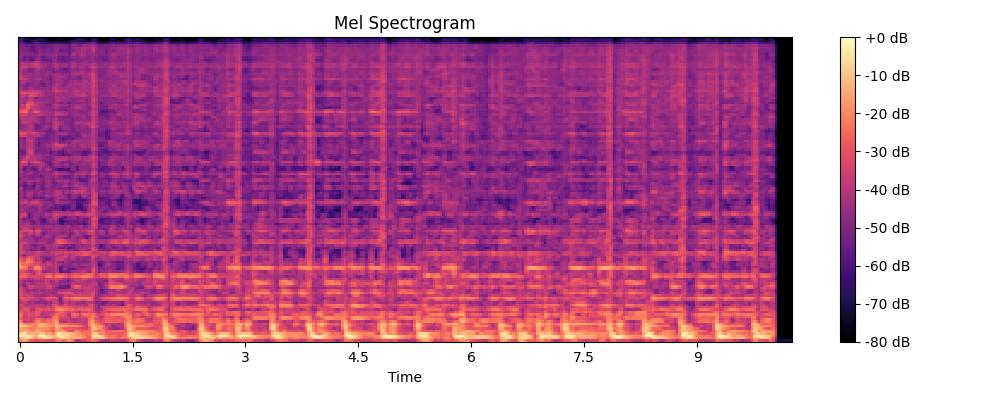 Mel Spectrogram
+0 dB
-10 dB
-20 dB
-30 dB
-40 dB
-50 dB
-60 dB
-70 dB
-80 dB
0 1.5 3 4.5 6 7.5 9
Time